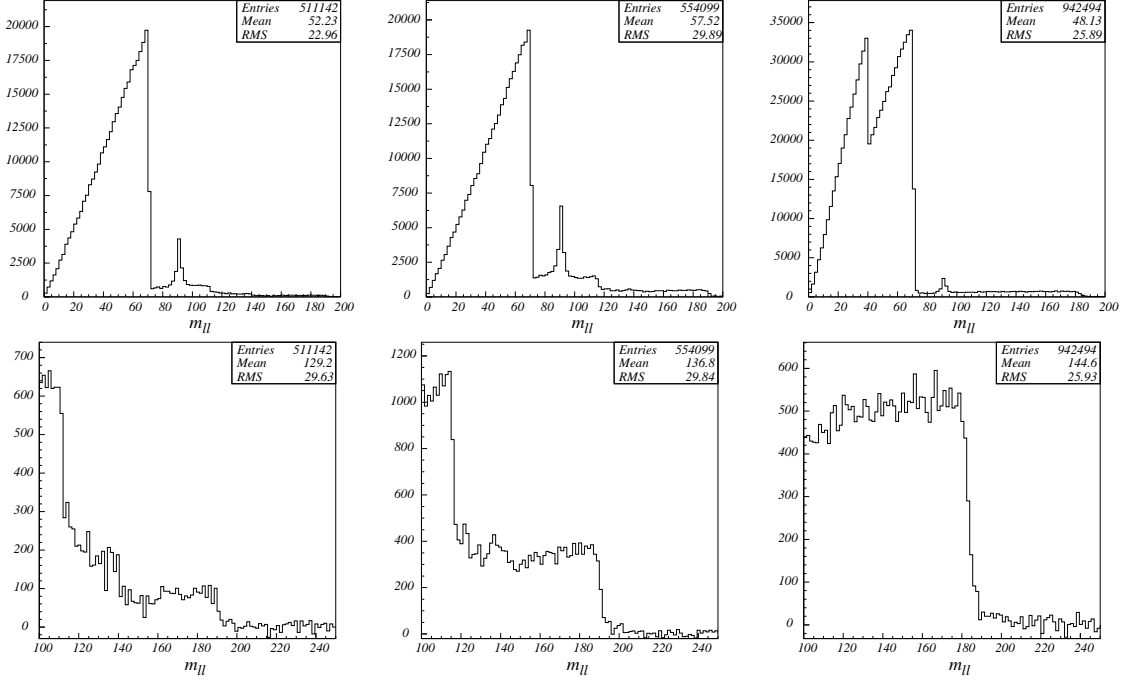 Entries 511142
Mean 52.23
RMS 22.96
20000
17500
15000
12500
10000
7500
5000
2500
0
0 20 40 60 80 100 120 140 160 180 200
m_ll
Entries 554099
Mean 57.52
RMS 29.89
20000
17500
15000
12500
10000
7500
5000
2500
0
0 20 40 60 80 100 120 140 160 180 200
m_ll
Entries 942494
Mean 48.13
RMS 25.89
35000
30000
25000
20000
15000
10000
5000
0
0 20 40 60 80 100 120 140 160 180 200
m_ll
Entries 511142
Mean 129.2
RMS 29.63
700
600
500
400
300
200
100
0
100 120 140 160 180 200 220 240
m_ll
Entries 554099
Mean 136.8
RMS 29.84
1200
1000
800
600
400
200
0
100 120 140 160 180 200 220 240
m_ll
Entries 942494
Mean 144.6
RMS 25.93
600
500
400
300
200
100
0
100 120 140 160 180 200 220 240
m_ll